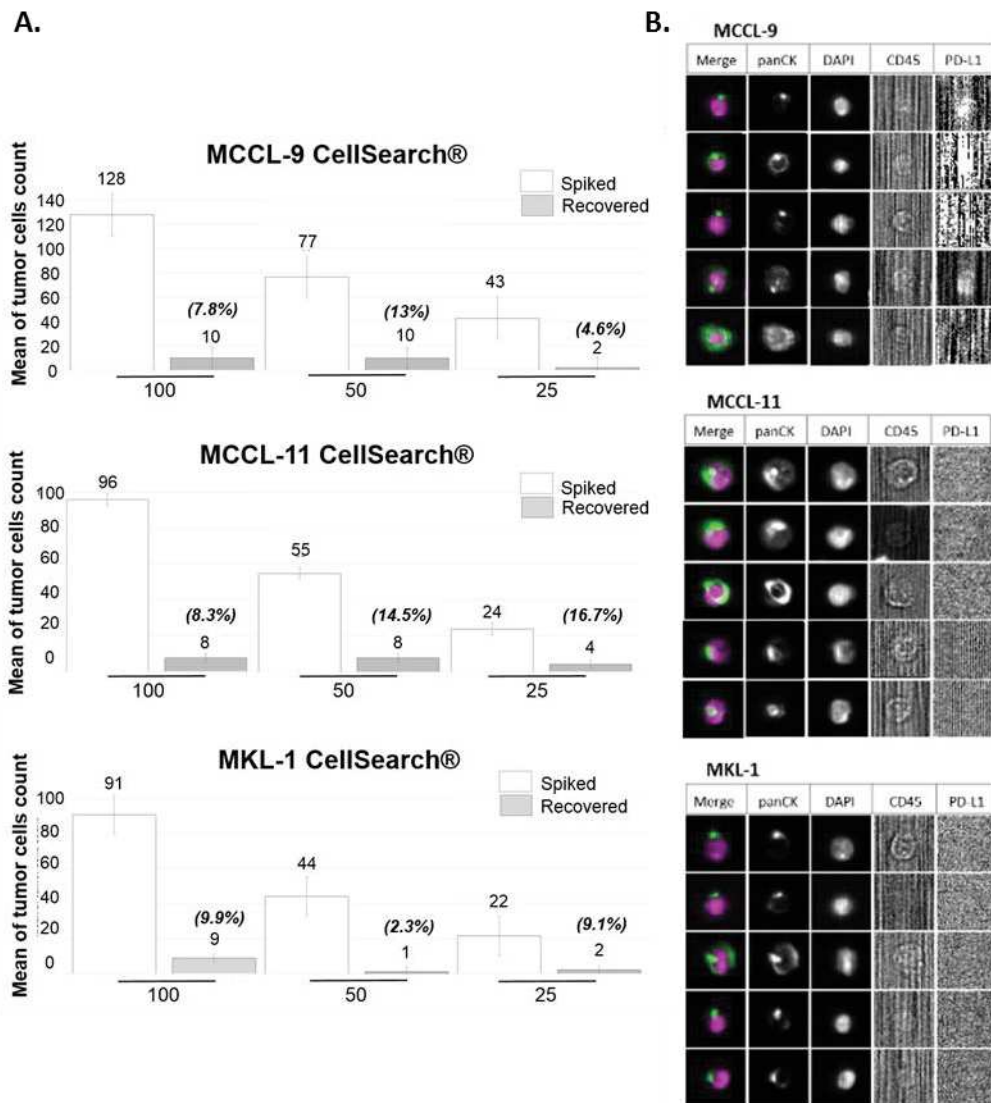 A.
MCCL-9 CellSearch®
Mean of tumor cells count
140
120
100
80
60
40
20
0
Spiked
Recovered
128
(7.8%)
10
77
(13%)
10
43
(4.6%)
2
100
50
25
MCCL-11 CellSearch®
Mean of tumor cells count
100
80
60
40
20
0
Spiked
Recovered
96
(8.3%)
8
55
(14.5%)
8
24
(16.7%)
4
100
50
25
MKL-1 CellSearch®
Mean of tumor cells count
100
80
60
40
20
0
Spiked
Recovered
91
(9.9%)
9
44
(2.3%)
1
22
(9.1%)
2
100
50
25
B.
MCCL-9
Merge panCK DAPI CD45 PD-L1
MCCL-11
Merge panCK DAPI CD45 PD-L1
MKL-1
Merge panCK DAPI CD45 PD-L1